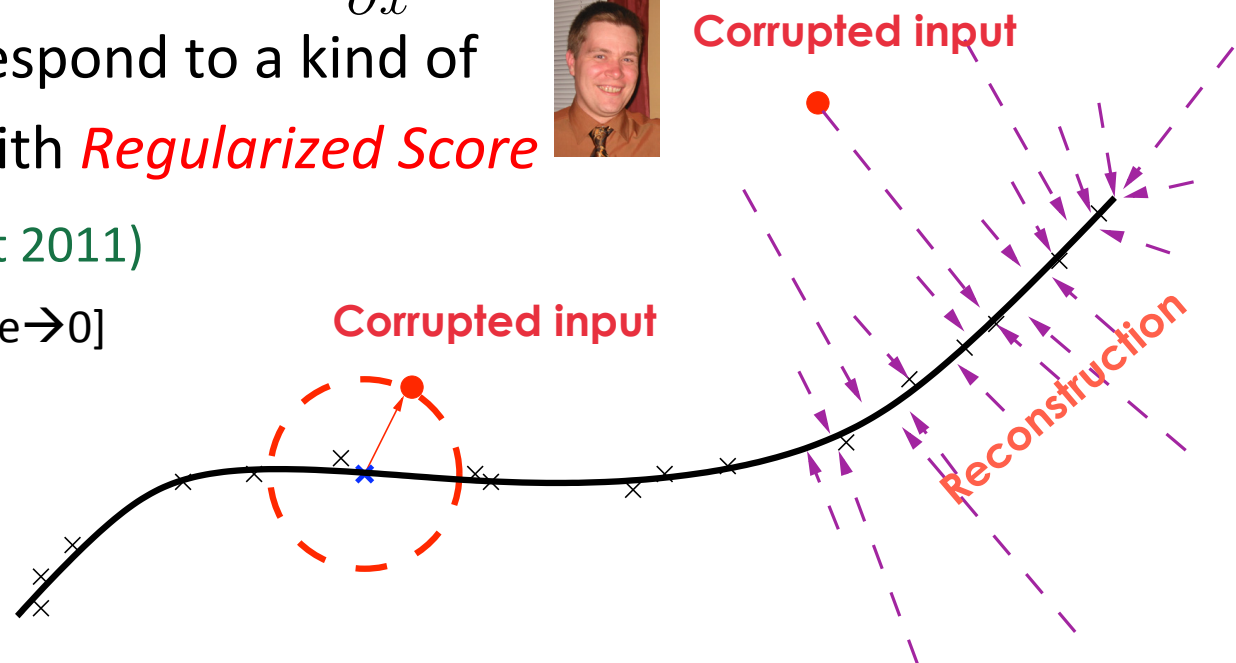 ∂x
espond to a kind of
ith Regularized Score
t 2011)
e→0]
Corrupted input
Corrupted input
Reconstruction